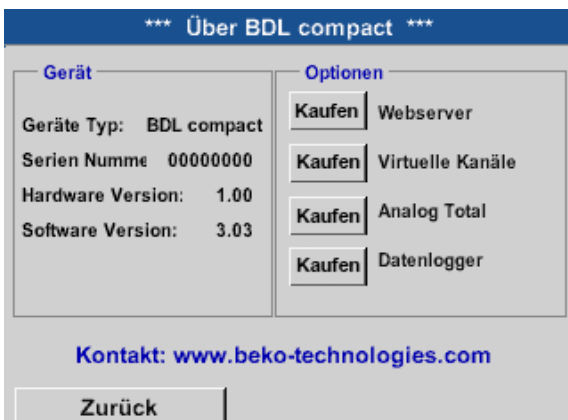 *** Über BDL compact ***
Gerät
Geräte Typ: BDL compact
Serien Numme 00000000
Hardware Version: 1.00
Software Version: 3.03
Optionen
Kaufen Webserver
Kaufen Virtuelle Kanäle
Kaufen Analog Total
Kaufen Datenlogger
Kontakt: www.beko-technologies.com
Zurück